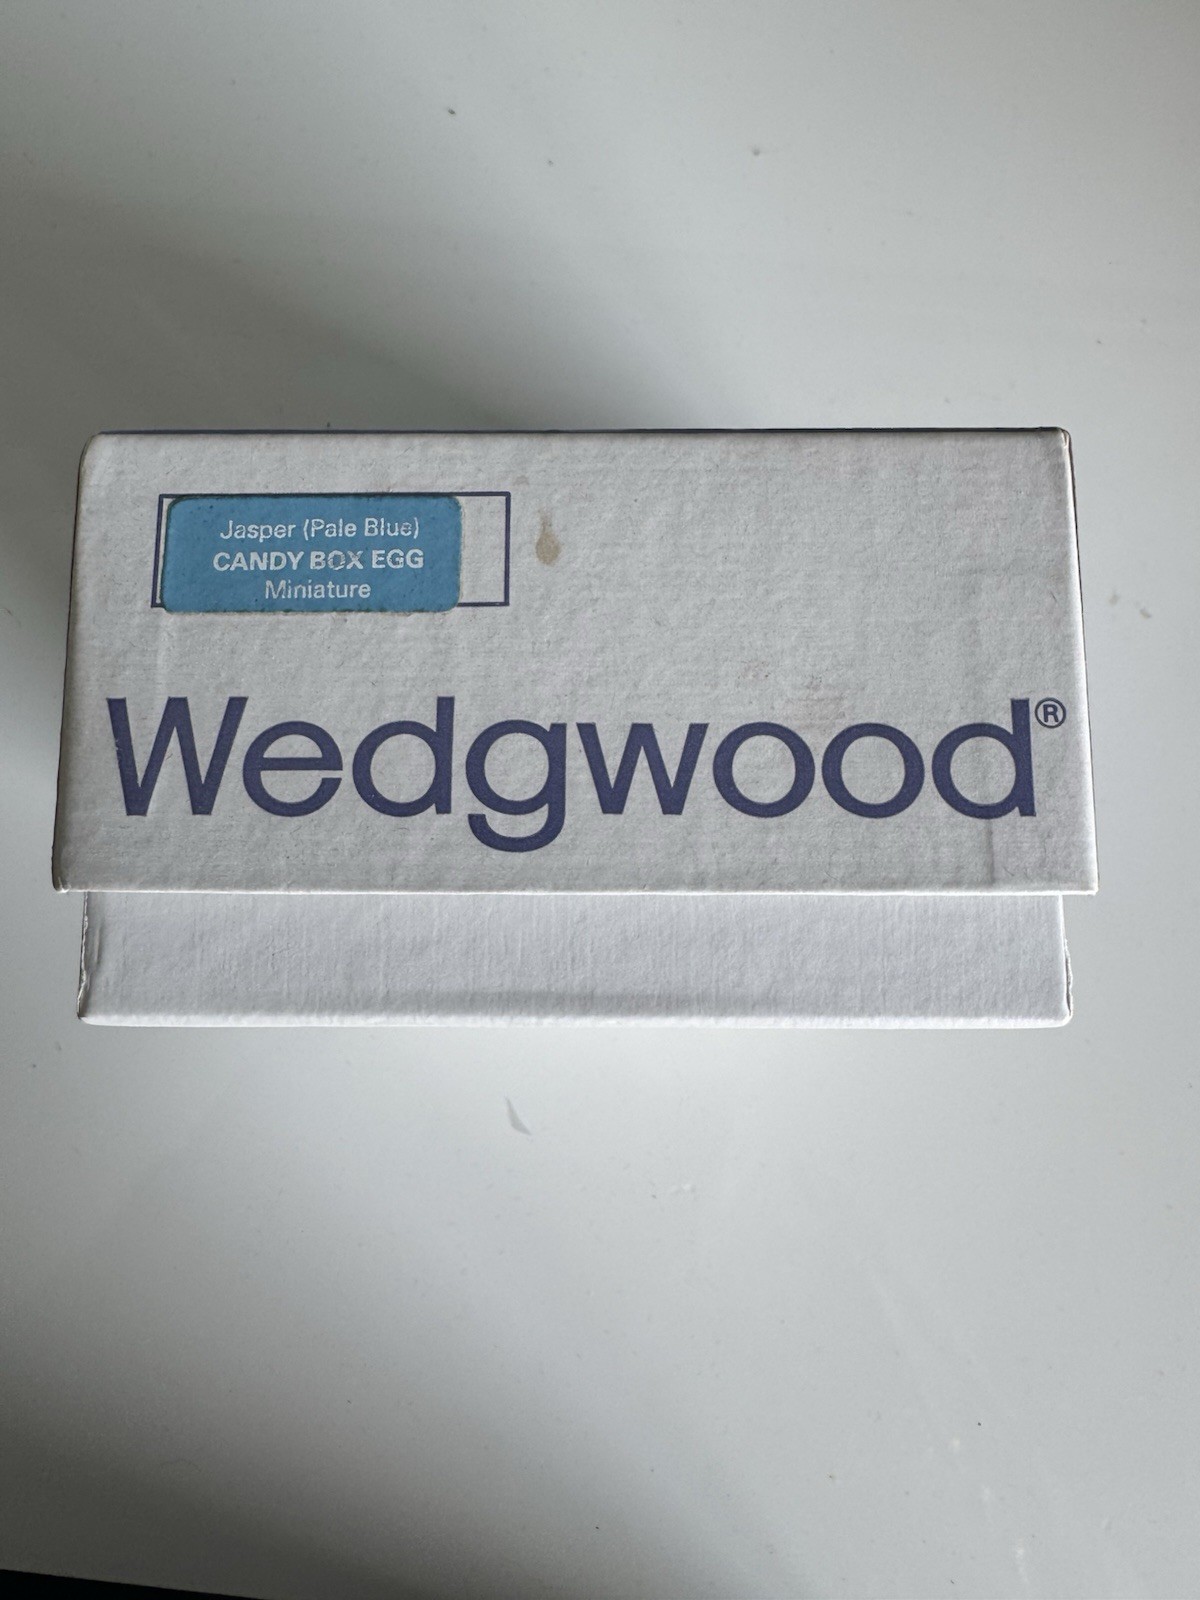 Jasper (Pale Blue)
CANDY BOX EGG
Miniature
Wedgwood®